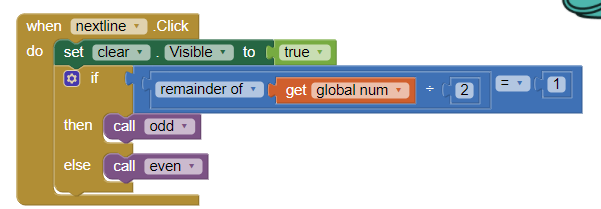 when nextline .Click
do set clear . Visible to true
if remainder of get global num ÷ 2 = 1
then call odd
else call even